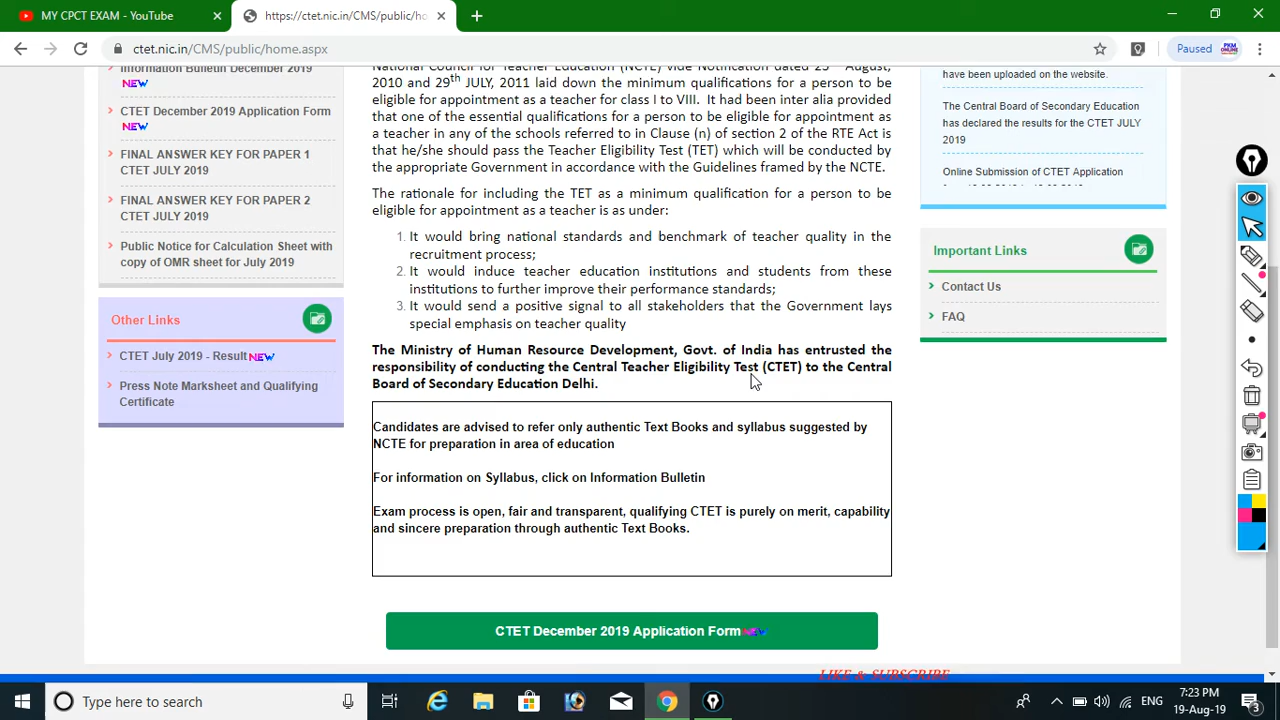 MY CPCT EXAM - YouTube
https://ctet.nic.in/CMS/public/ho
ctet.nic.in/CMS/public/home.aspx
Paused
Information Bulletin December 2019
NEW
CTET December 2019 Application Form
NEW
FINAL ANSWER KEY FOR PAPER 1
CTET JULY 2019
FINAL ANSWER KEY FOR PAPER 2
CTET JULY 2019
Public Notice for Calculation Sheet with
copy of OMR sheet for July 2019
Other Links
CTET July 2019 - Result NEW
Press Note Marksheet and Qualifying
Certificate
National Council for Teacher Education (NCTE) vide Notification dated 23rd August,
2010 and 29th JULY, 2011 laid down the minimum qualifications for a person to be
eligible for appointment as a teacher for class I to VIII. It had been inter alia provided
that one of the essential qualifications for a person to be eligible for appointment as
a teacher in any of the schools referred to in Clause (n) of section 2 of the RTE Act is
that he/she should pass the Teacher Eligibility Test (TET) which will be conducted by
the appropriate Government in accordance with the Guidelines framed by the NCTE.
The rationale for including the TET as a minimum qualification for a person to be
eligible for appointment as a teacher is as under:
1. It would bring national standards and benchmark of teacher quality in the
recruitment process;
2. It would induce teacher education institutions and students from these
institutions to further improve their performance standards;
3. It would send a positive signal to all stakeholders that the Government lays
special emphasis on teacher quality
The Ministry of Human Resource Development, Govt. of India has entrusted the
responsibility of conducting the Central Teacher Eligibility Test (CTET) to the Central
Board of Secondary Education Delhi.
Candidates are advised to refer only authentic Text Books and syllabus suggested by
NCTE for preparation in area of education
For information on Syllabus, click on Information Bulletin
Exam process is open, fair and transparent, qualifying CTET is purely on merit, capability
and sincere preparation through authentic Text Books.
CTET December 2019 Application Form NEW
have been uploaded on the website.
The Central Board of Secondary Education
has declared the results for the CTET JULY
2019
Online Submission of CTET Application
Important Links
Contact Us
FAQ
LIKE & SUBSCRIBE
Type here to search
ENG
7:23 PM
19-Aug-19
3